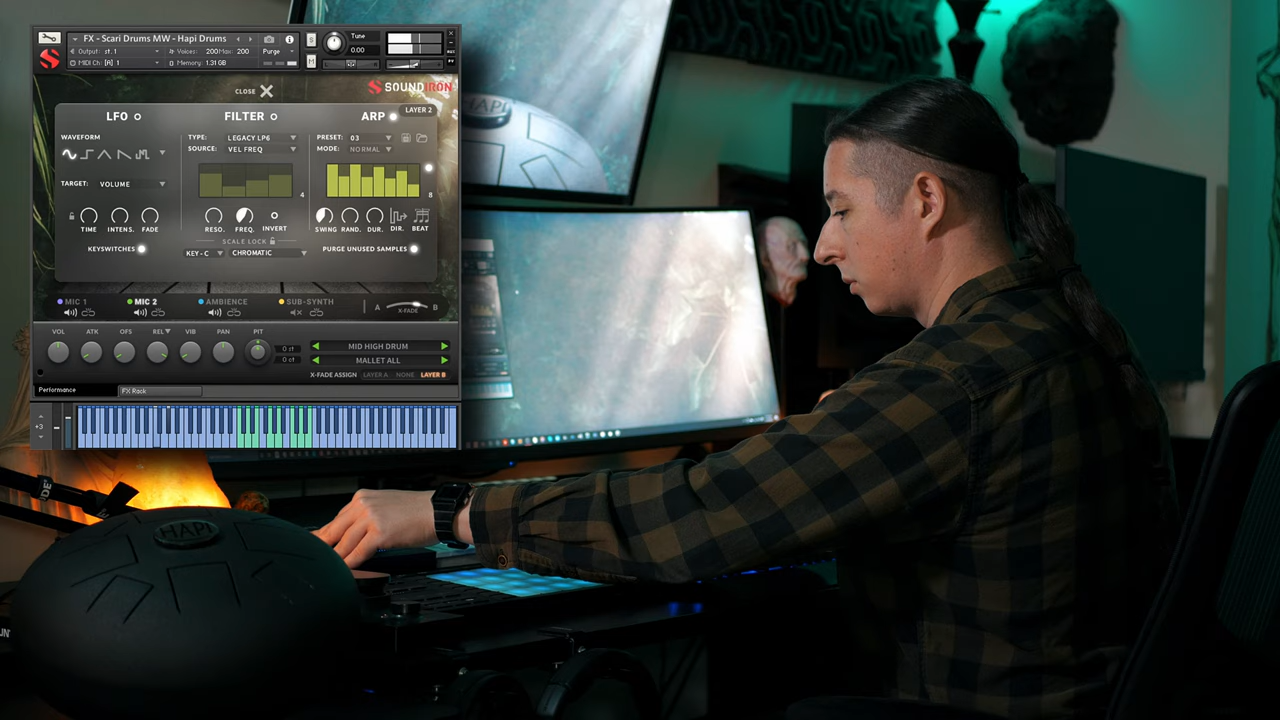 FX - Scari Drums MW - Hapi Drums
Output: st. 1 Voices: 200 Max: 200 Purge
MIDI Ch: [A] 1 Memory: 1.31 GB
S
M
Tune
0.00
CLOSE
SOUNDIRON
LAYER 2
LFO FILTER ARP
WAVEFORM
TARGET: VOLUME
TIME INTENS. FADE
KEYSWITCHES
TYPE: LEGACY LP6
SOURCE: VEL FREQ
4
RESO. FREQ. INVERT
SCALE LOCK
KEY - C CHROMATIC
PRESET: 03
MODE: NORMAL
8
SWING RAND. DUR. DIR. BEAT
PURGE UNUSED SAMPLES
MIC 1 MIC 2 AMBIENCE SUB-SYNTH
A X-FADE B
VOL ATK OFS REL VIB PAN PIT
0 st
0 ct
MID HIGH DRUM
MALLET ALL
X-FADE ASSIGN LAYER A NONE LAYER B
Performance FX Rack
+3
HAPI
HAPI